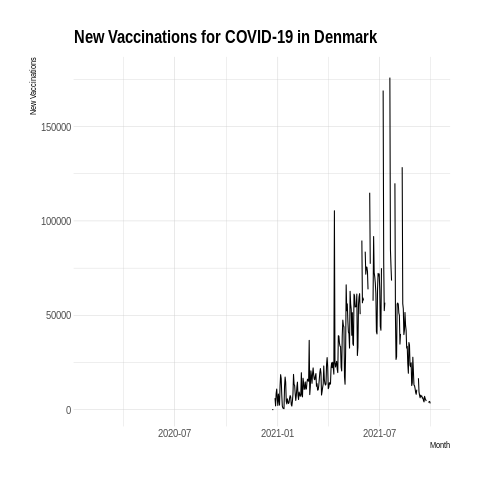 New Vaccinations for COVID-19 in Denmark
New Vaccinations
150000
100000
50000
0
2020-07 2021-01 2021-07
Month